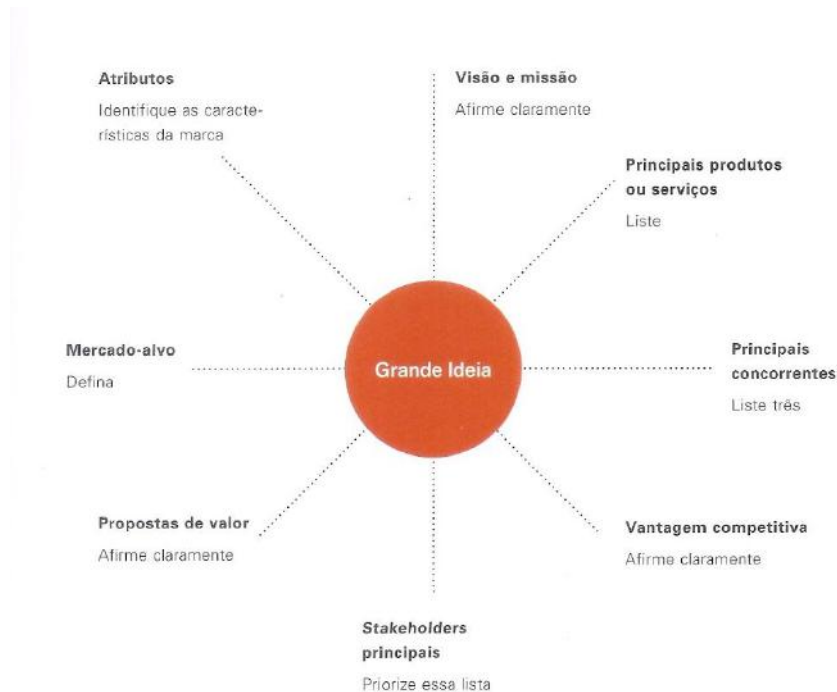 Atributos
Identifique as caracte-
rísticas da marca
Visão e missão
Afirme claramente
Principais produtos
ou serviços
Liste
Mercado-alvo
Defina
Grande Ideia
Principais
concorrentes
Liste três
Propostas de valor
Afirme claramente
Vantagem competitiva
Afirme claramente
Stakeholders
principais
Priorize essa lista